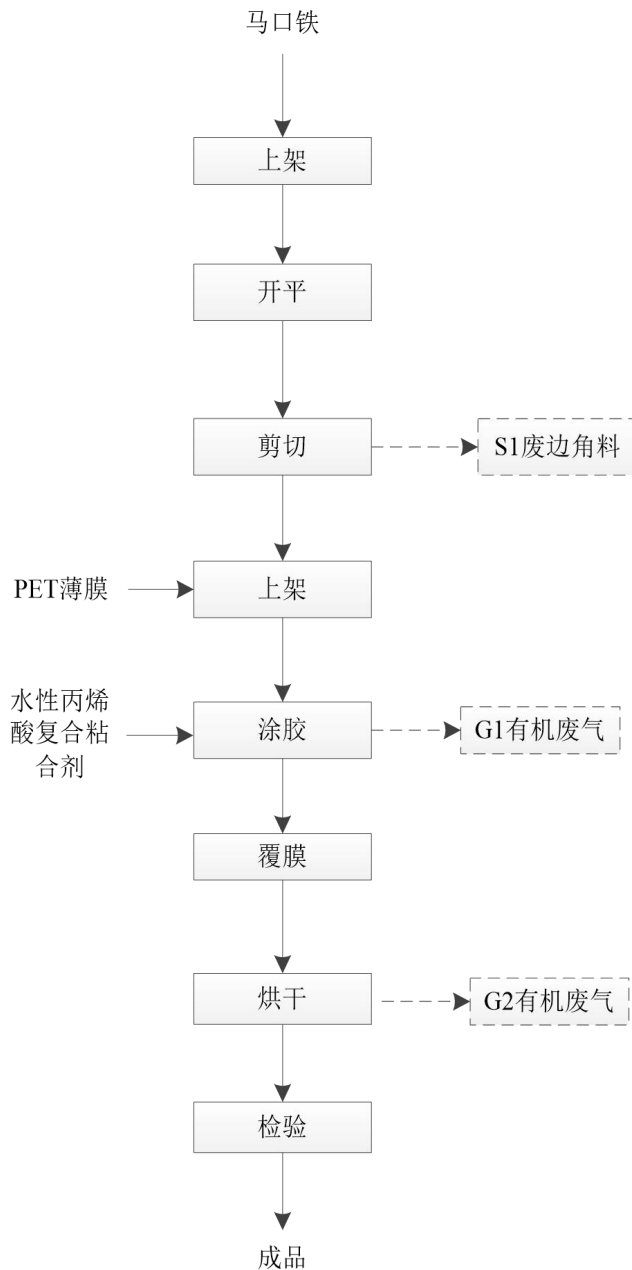 马口铁
上架
开平
剪切
S1废边角料
PET薄膜
上架
水性丙烯
酸复合粘
合剂
涂胶
G1有机废气
覆膜
烘干
G2有机废气
检验
成品